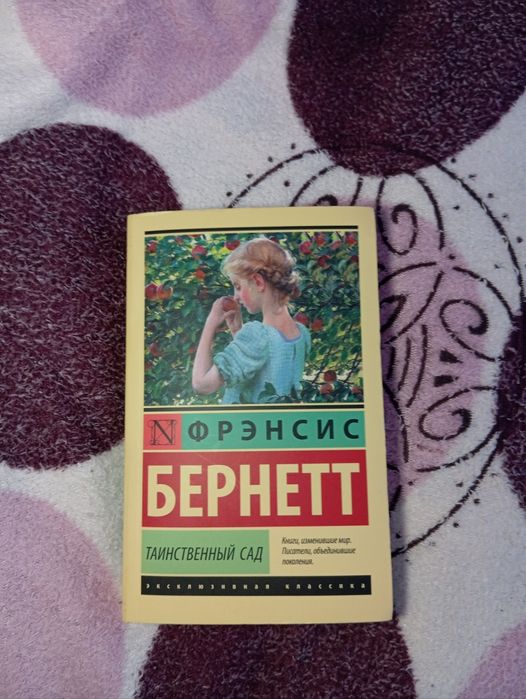 N ФРЭНСИС
БЕРНЕТТ
ТАИНСТВЕННЫЙ САД
Книги, изменившие мир.
Писатели, объединившие
поколения.
эксклюзивная классика